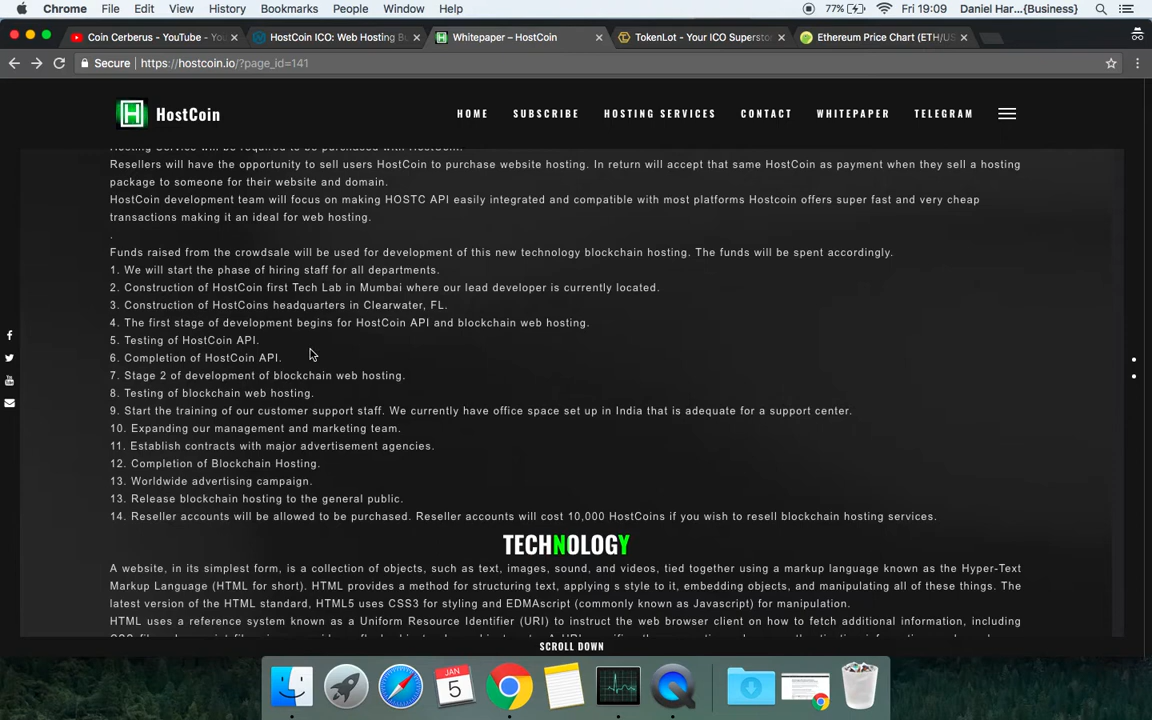 Chrome File Edit View History Bookmarks People Window Help 77% Fri 19:09 Daniel Har...{Business}
Coin Cerberus - YouTube - Yo
HostCoin ICO: Web Hosting Bu
Whitepaper – HostCoin
TokenLot - Your ICO Superstor
Ethereum Price Chart (ETH/US
Secure https://hostcoin.io/?page_id=141
H HostCoin HOME SUBSCRIBE HOSTING SERVICES CONTACT WHITEPAPER TELEGRAM
Hosting Service will be required to be purchased with HostCoin.
Resellers will have the opportunity to sell users HostCoin to purchase website hosting. In return will accept that same HostCoin as payment when they sell a hosting
package to someone for their website and domain.
HostCoin development team will focus on making HOSTC API easily integrated and compatible with most platforms Hostcoin offers super fast and very cheap
transactions making it an ideal for web hosting.
.
Funds raised from the crowdsale will be used for development of this new technology blockchain hosting. The funds will be spent accordingly.
1. We will start the phase of hiring staff for all departments.
2. Construction of HostCoin first Tech Lab in Mumbai where our lead developer is currently located.
3. Construction of HostCoins headquarters in Clearwater, FL.
4. The first stage of development begins for HostCoin API and blockchain web hosting.
5. Testing of HostCoin API.
6. Completion of HostCoin API.
7. Stage 2 of development of blockchain web hosting.
8. Testing of blockchain web hosting.
9. Start the training of our customer support staff. We currently have office space set up in India that is adequate for a support center.
10. Expanding our management and marketing team.
11. Establish contracts with major advertisement agencies.
12. Completion of Blockchain Hosting.
13. Worldwide advertising campaign.
13. Release blockchain hosting to the general public.
14. Reseller accounts will be allowed to be purchased. Reseller accounts will cost 10,000 HostCoins if you wish to resell blockchain hosting services.
TECHNOLOGY
A website, in its simplest form, is a collection of objects, such as text, images, sound, and videos, tied together using a markup language known as the Hyper-Text
Markup Language (HTML for short). HTML provides a method for structuring text, applying s style to it, embedding objects, and manipulating all of these things. The
latest version of the HTML standard, HTML5 uses CSS3 for styling and EDMAscript (commonly known as Javascript) for manipulation.
HTML uses a reference system known as a Uniform Resource Identifier (URI) to instruct the web browser client on how to fetch additional information, including
SCROLL DOWN
JAN
5